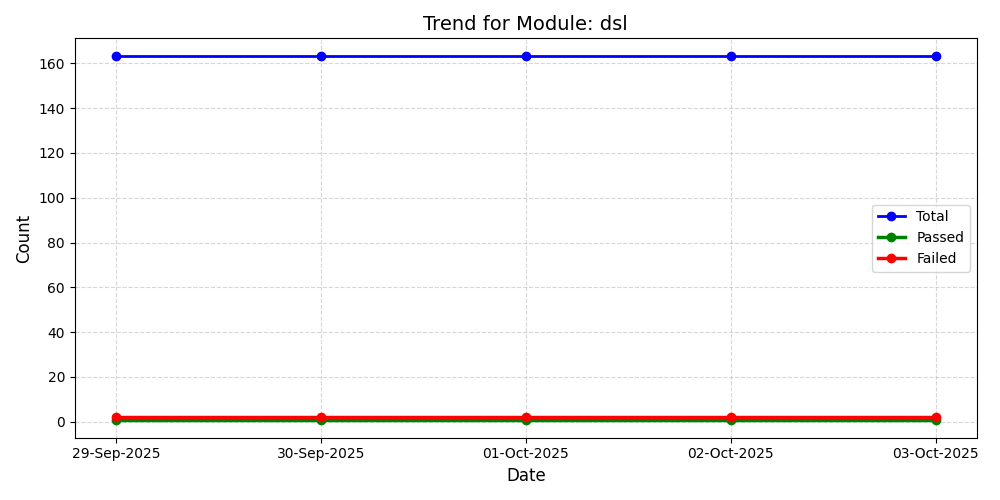 Trend for Module: dsl
Count
160
140
120
100
80
60
40
20
0
Total
Passed
Failed
29-Sep-2025
30-Sep-2025
01-Oct-2025
02-Oct-2025
03-Oct-2025
Date